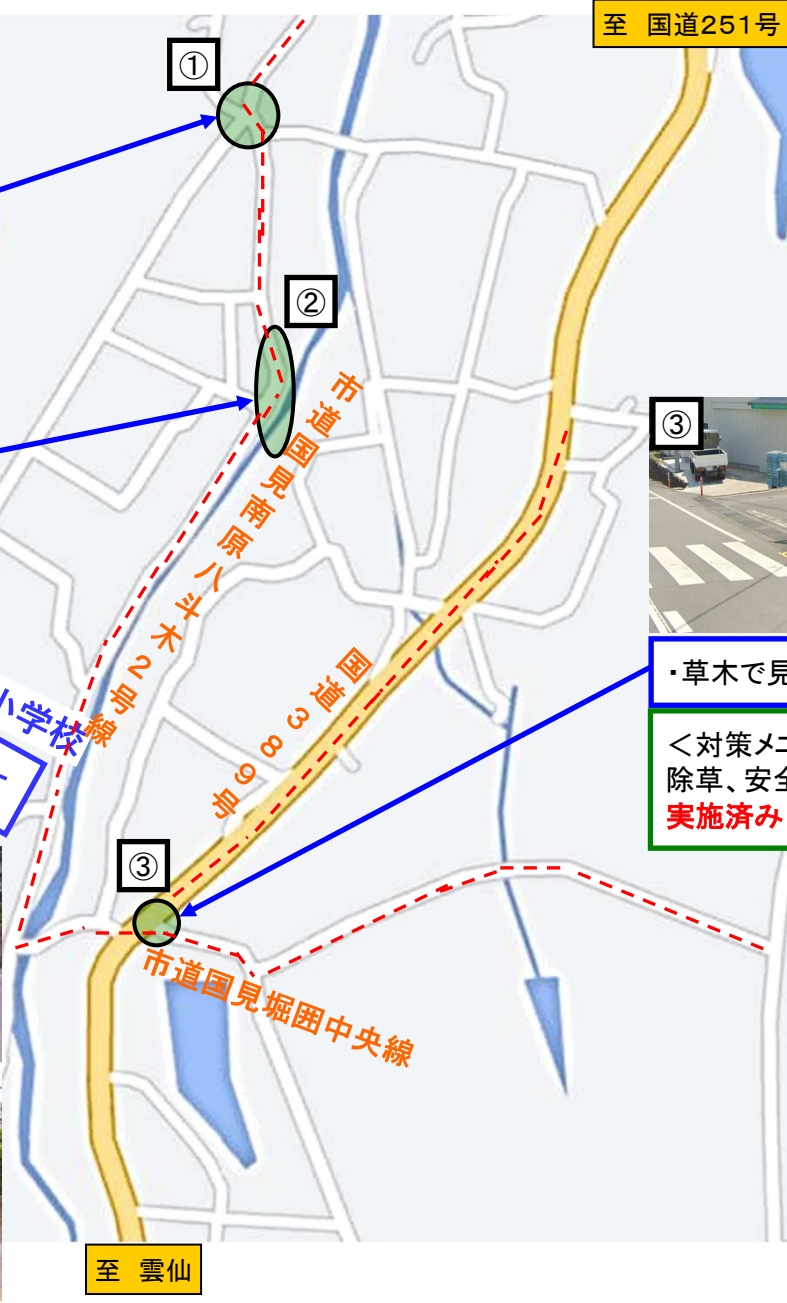 至 国道251号
①
②
市道国見南原八斗木2号線
③
・草木で見
<対策メニ
除草、安全
実施済み
国道389号
小学校
③
市道国見堀囲中央線
至 雲仙